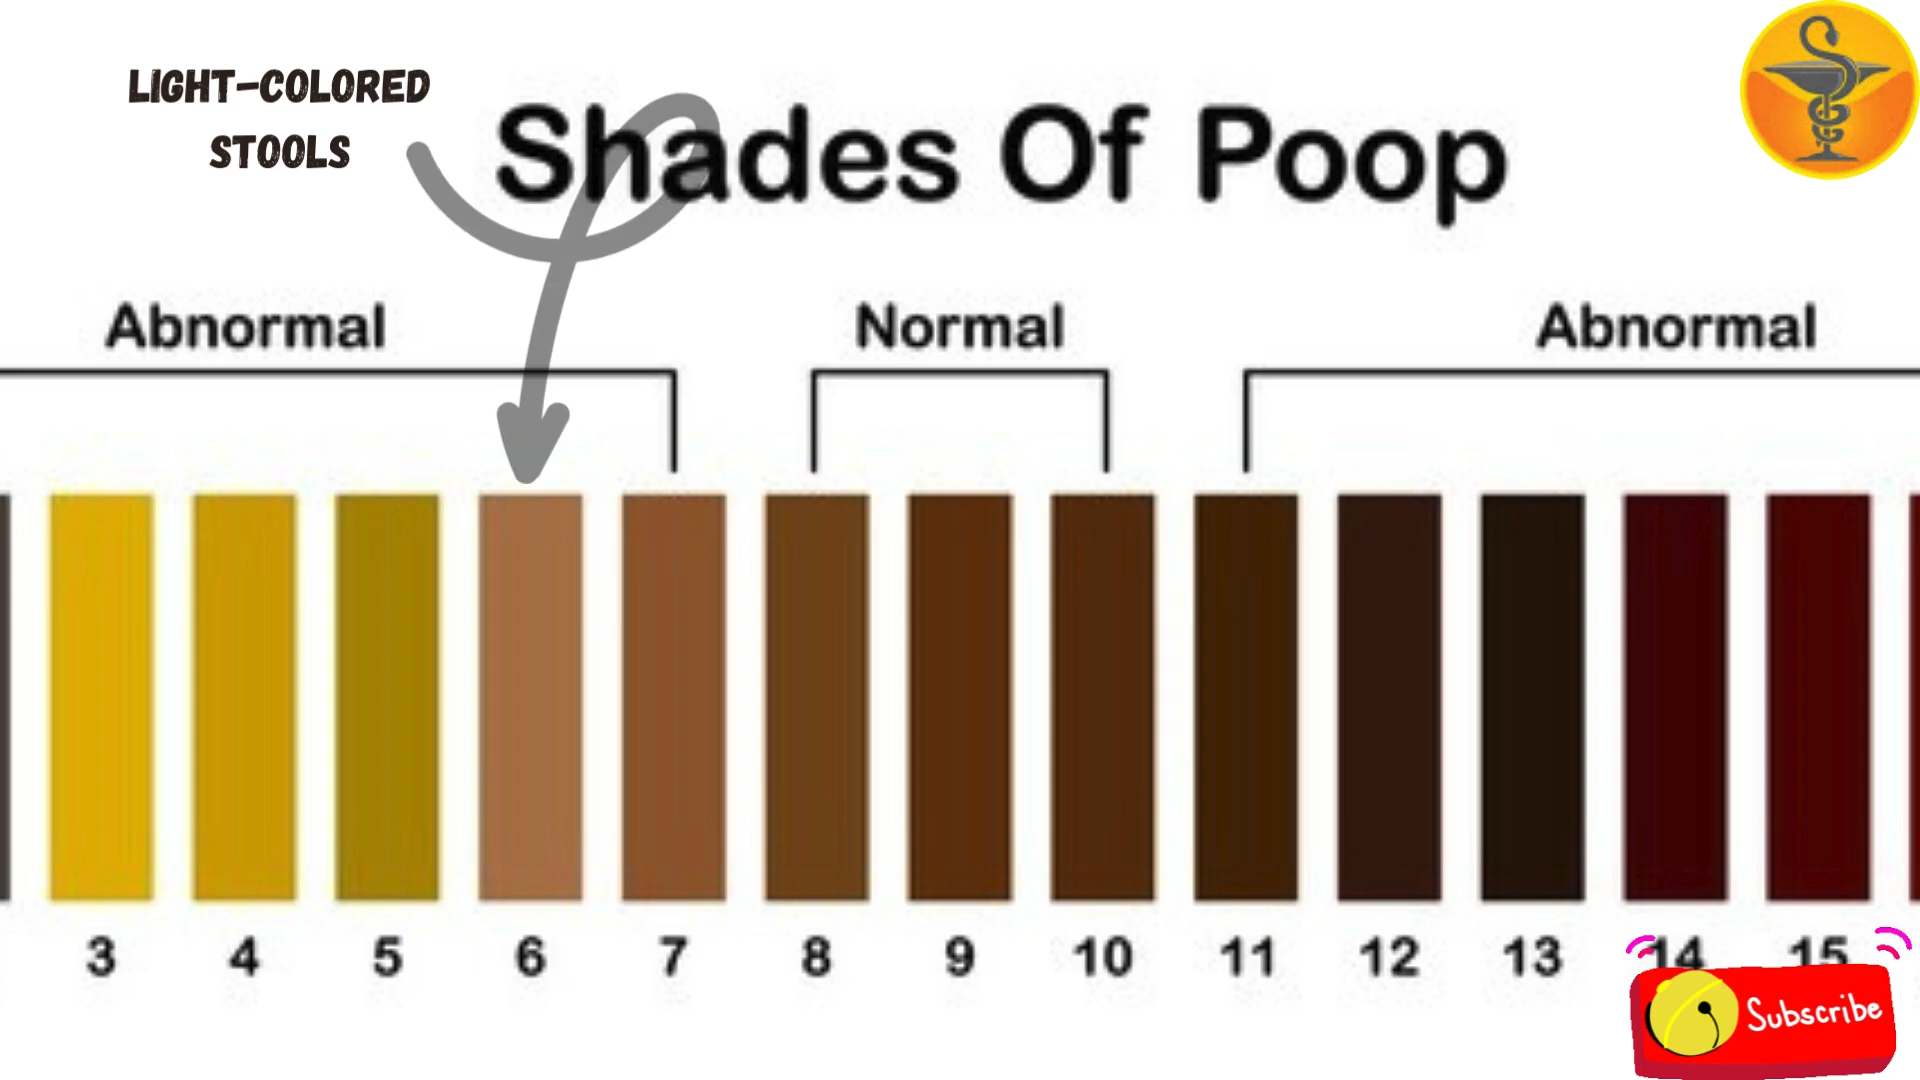 LIGHT-COLORED
STOOLS
Shades Of Poop
Abnormal
Normal
Abnormal
3 4 5 6 7 8 9 10 11 12 13 14 15
Subscribe